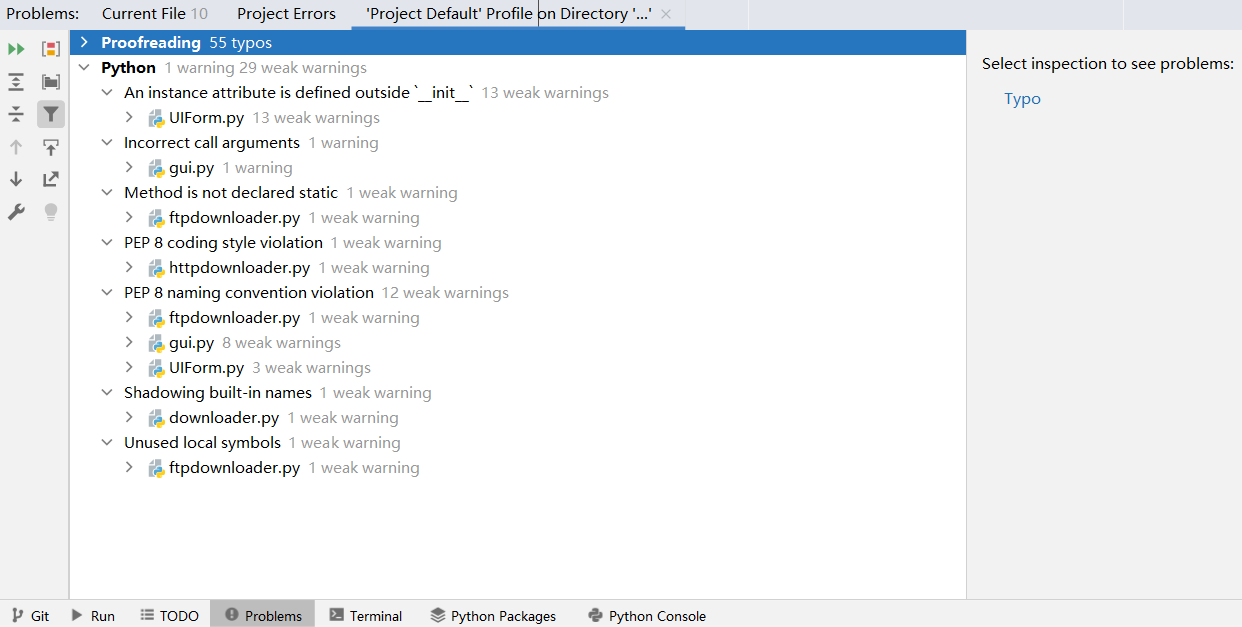 Problems: Current File 10 Project Errors 'Project Default' Profile on Directory '...'
Proofreading 55 typos
Python 1 warning 29 weak warnings
An instance attribute is defined outside `__init__` 13 weak warnings
UIForm.py 13 weak warnings
Incorrect call arguments 1 warning
gui.py 1 warning
Method is not declared static 1 weak warning
ftpdownloader.py 1 weak warning
PEP 8 coding style violation 1 weak warning
httpdownloader.py 1 weak warning
PEP 8 naming convention violation 12 weak warnings
ftpdownloader.py 1 weak warning
gui.py 8 weak warnings
UIForm.py 3 weak warnings
Shadowing built-in names 1 weak warning
downloader.py 1 weak warning
Unused local symbols 1 weak warning
ftpdownloader.py 1 weak warning
Select inspection to see problems:
Typo
Git Run TODO Problems Terminal Python Packages Python Console